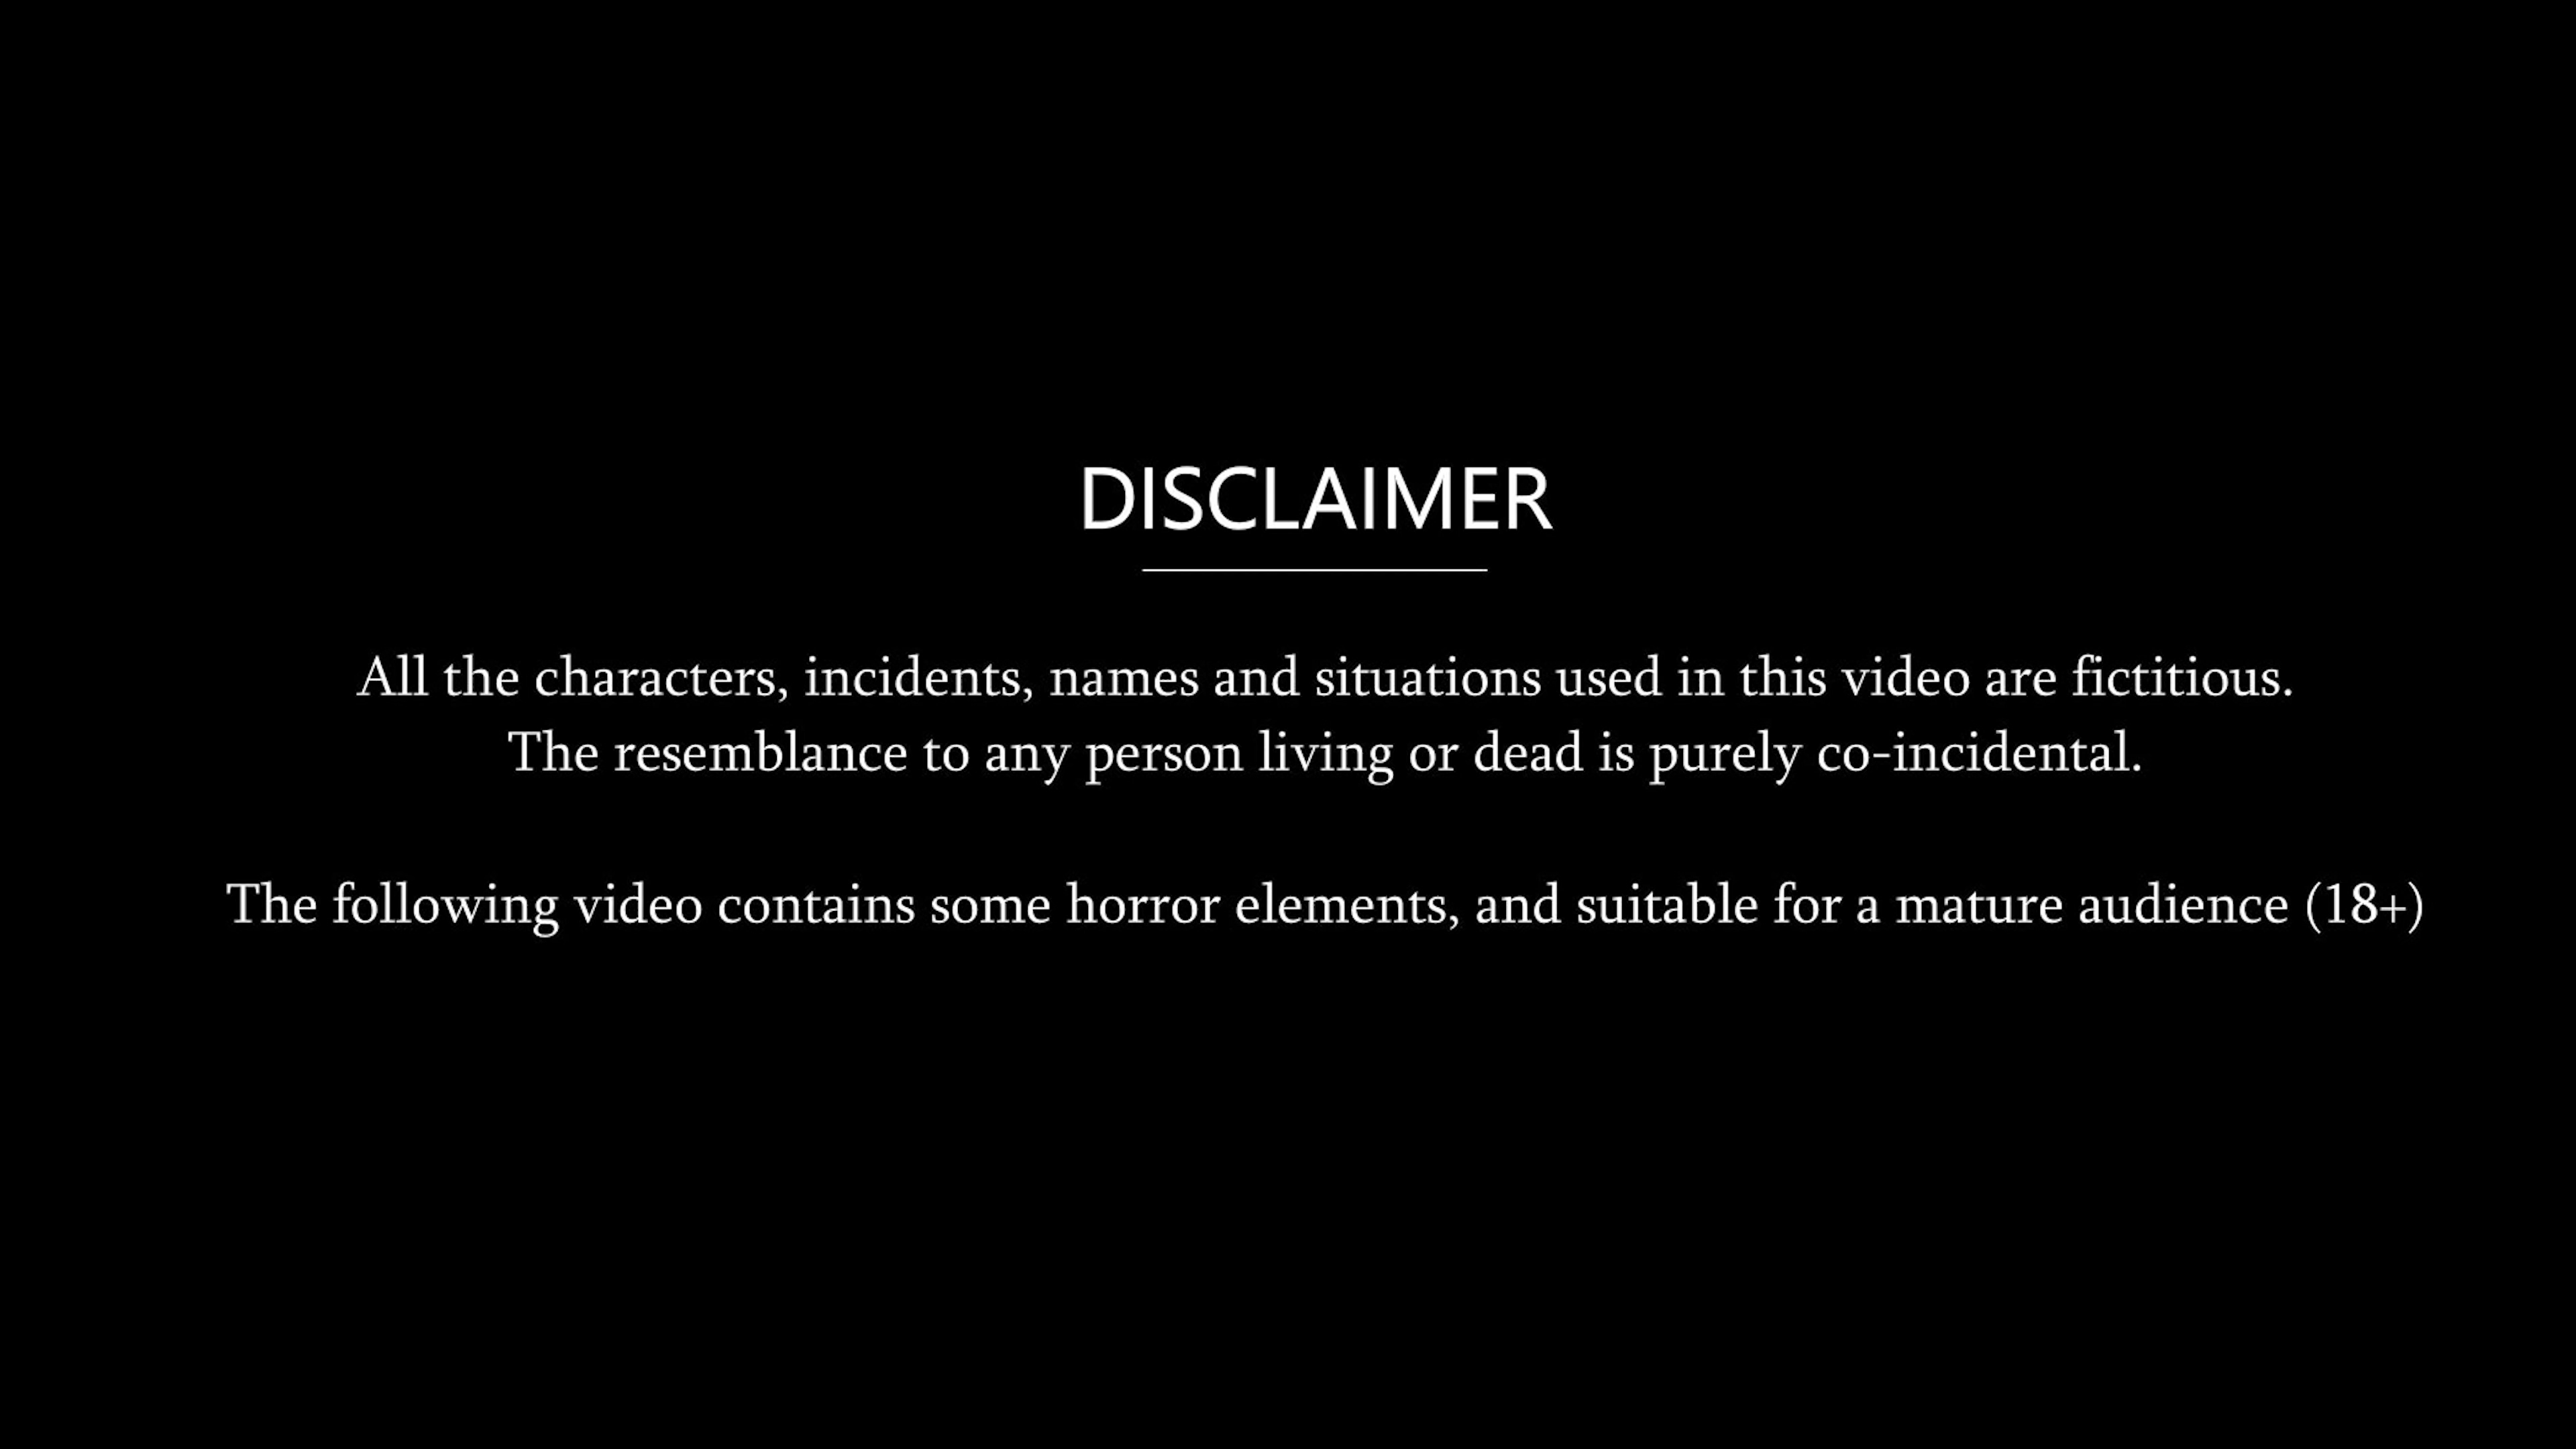 DISCLAIMER
All the characters, incidents, names and situations used in this video are fictitious.
The resemblance to any person living or dead is purely co-incidental.
The following video contains some horror elements, and suitable for a mature audience (18+)